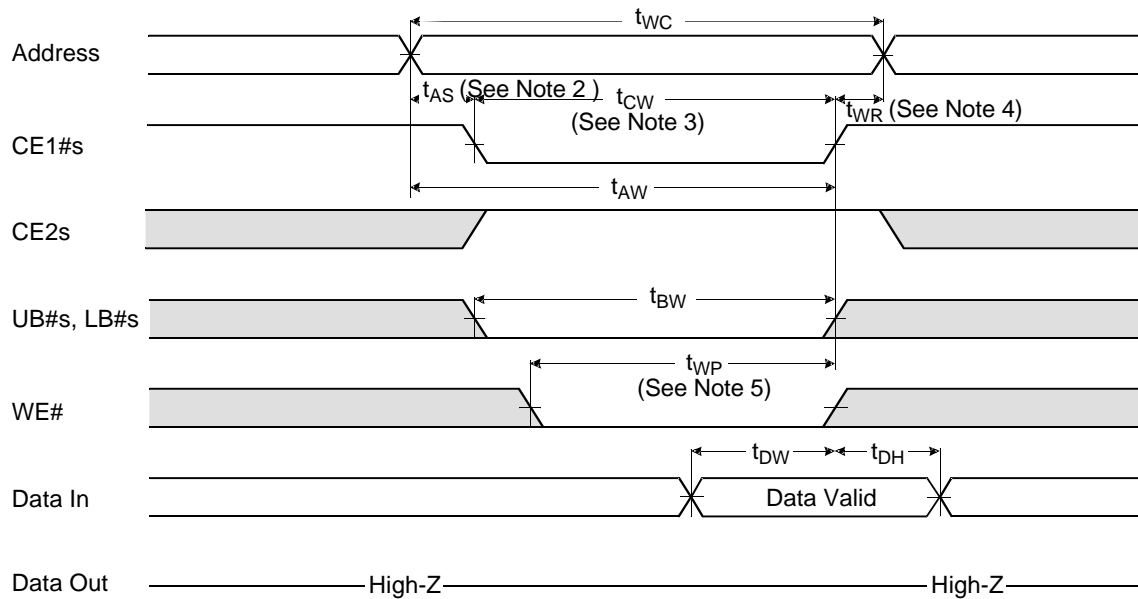 tWC
Address
tAS (See Note 2 )
tCW
(See Note 3)
tWR (See Note 4)
CE1#s
tAW
CE2s
tBW
UB#s, LB#s
tWP
(See Note 5)
WE#
tDW
tDH
Data In
Data Valid
Data Out
High-Z
High-Z